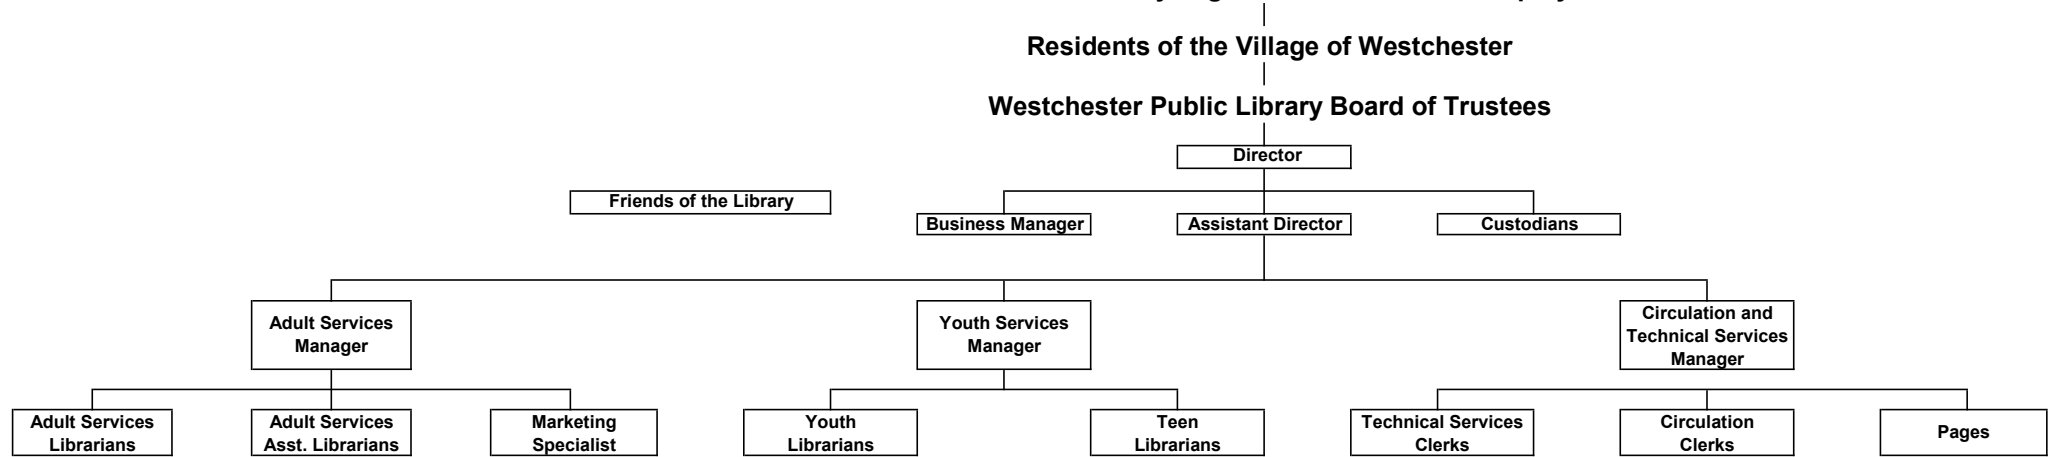 Residents of the Village of Westchester
Westchester Public Library Board of Trustees
Director
Friends of the Library
Business Manager
Assistant Director
Custodians
Adult Services
Manager
Youth Services
Manager
Circulation and
Technical Services
Manager
Adult Services
Librarians
Adult Services
Asst. Librarians
Marketing
Specialist
Youth
Librarians
Teen
Librarians
Technical Services
Clerks
Circulation
Clerks
Pages